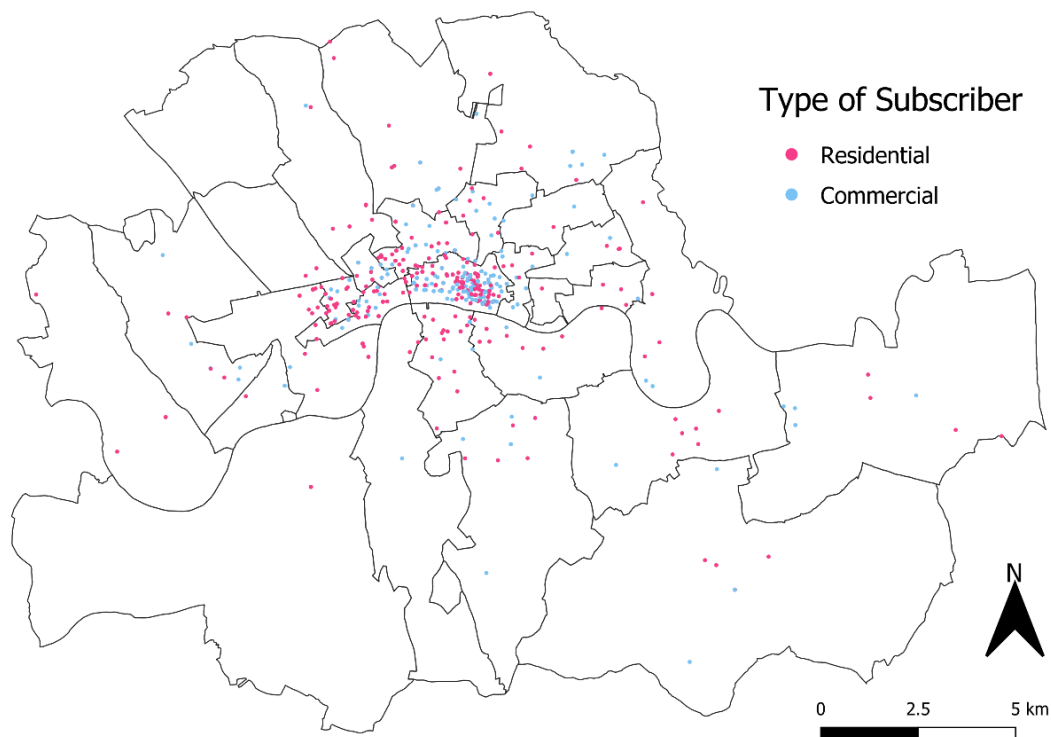 Type of Subscriber
Residential
Commercial
N
0 2.5 5 km